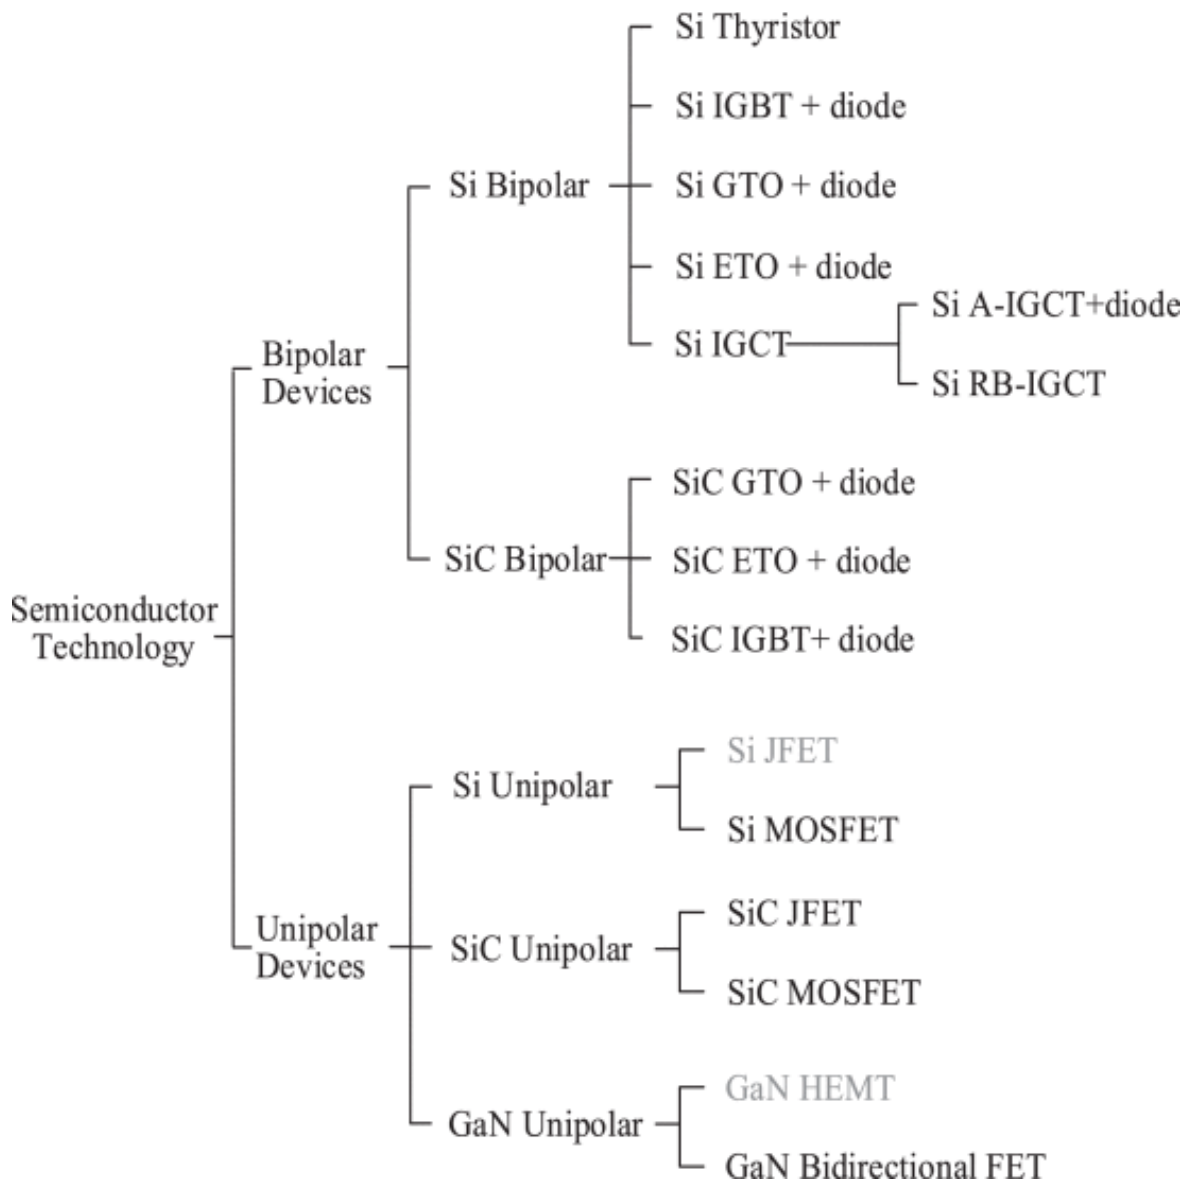 Si Thyristor
Si IGBT + diode
Si Bipolar
Si GTO + diode
Si ETO + diode
Si A-IGCT+diode
Si IGCT
Si RB-IGCT
Bipolar
Devices
SiC GTO + diode
SiC Bipolar
SiC ETO + diode
SiC IGBT+ diode
Semiconductor
Technology
Si JFET
Si Unipolar
Si MOSFET
SiC JFET
Unipolar
Devices
SiC Unipolar
SiC MOSFET
GaN HEMT
GaN Unipolar
GaN Bidirectional FET